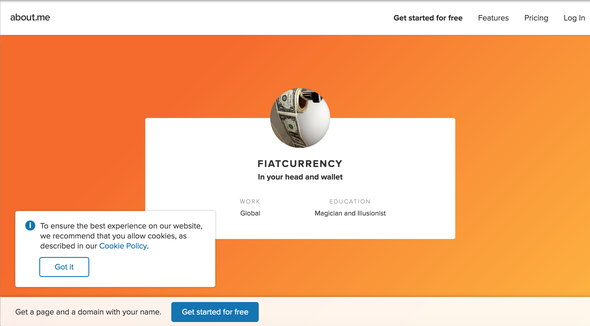 about.me
Get started for free Features Pricing Log In
FIATCURRENCY
In your head and wallet
WORK EDUCATION
Global Magician and Illusionist
To ensure the best experience on our website,
we recommend that you allow cookies, as
described in our Cookie Policy.
Got it
Get a page and a domain with your name. Get started for free